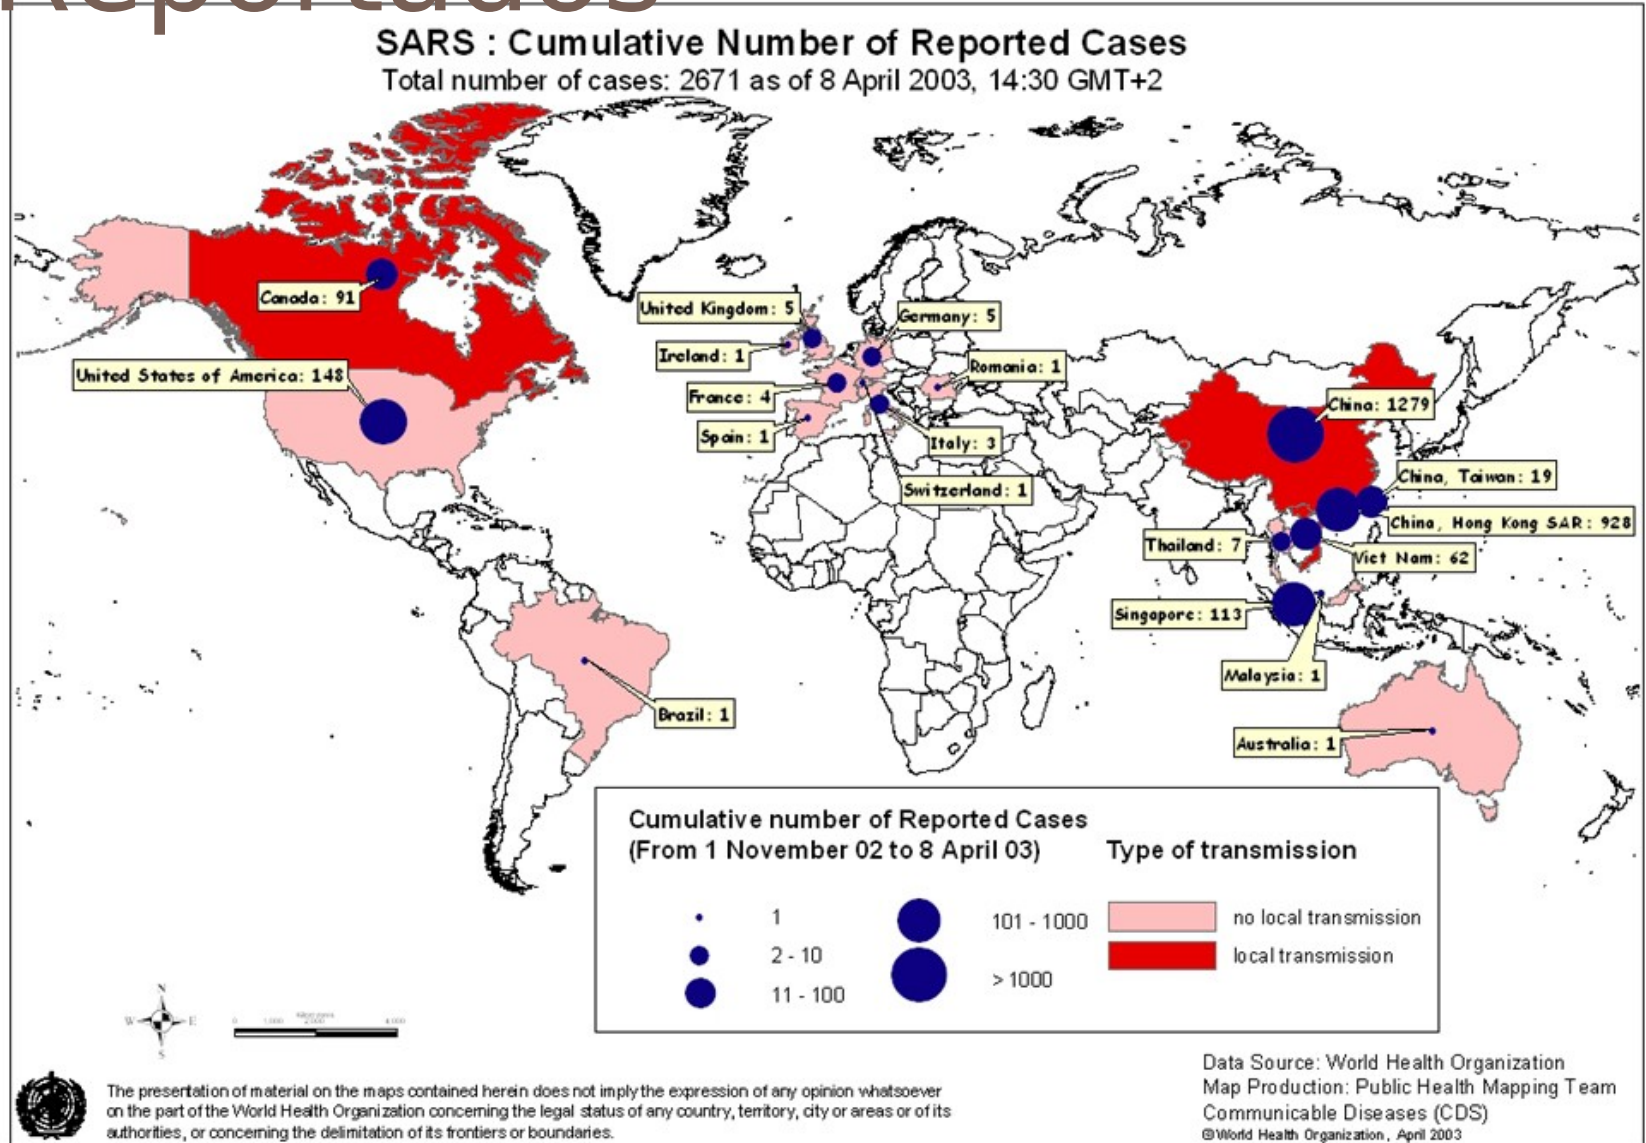 Reportados
SARS : Cumulative Number of Reported Cases
Total number of cases: 2671 as of 8 April 2003, 14:30 GMT+2
Canada: 91
United States of America: 148
United Kingdom: 5
Germany: 5
Ireland: 1
Romania: 1
France: 4
Spain: 1
Italy: 3
Switzerland: 1
China: 1279
China, Taiwan: 19
China, Hong Kong SAR: 928
Thailand: 7
Viet Nam: 62
Singapore: 113
Malaysia: 1
Brazil: 1
Australia: 1
Cumulative number of Reported Cases
(From 1 November 02 to 8 April 03)
Type of transmission
1
2 - 10
11 - 100
101 - 1000
> 1000
no local transmission
local transmission
N
W E
S
The presentation of material on the maps contained herein does not imply the expression of any opinion whatsoever
on the part of the World Health Organization concerning the legal status of any country, territory, city or areas or of its
authorities, or concerning the delimitation of its frontiers or boundaries.
Data Source: World Health Organization
Map Production: Public Health Mapping Team
Communicable Diseases (CDS)
©World Health Organization, April 2003